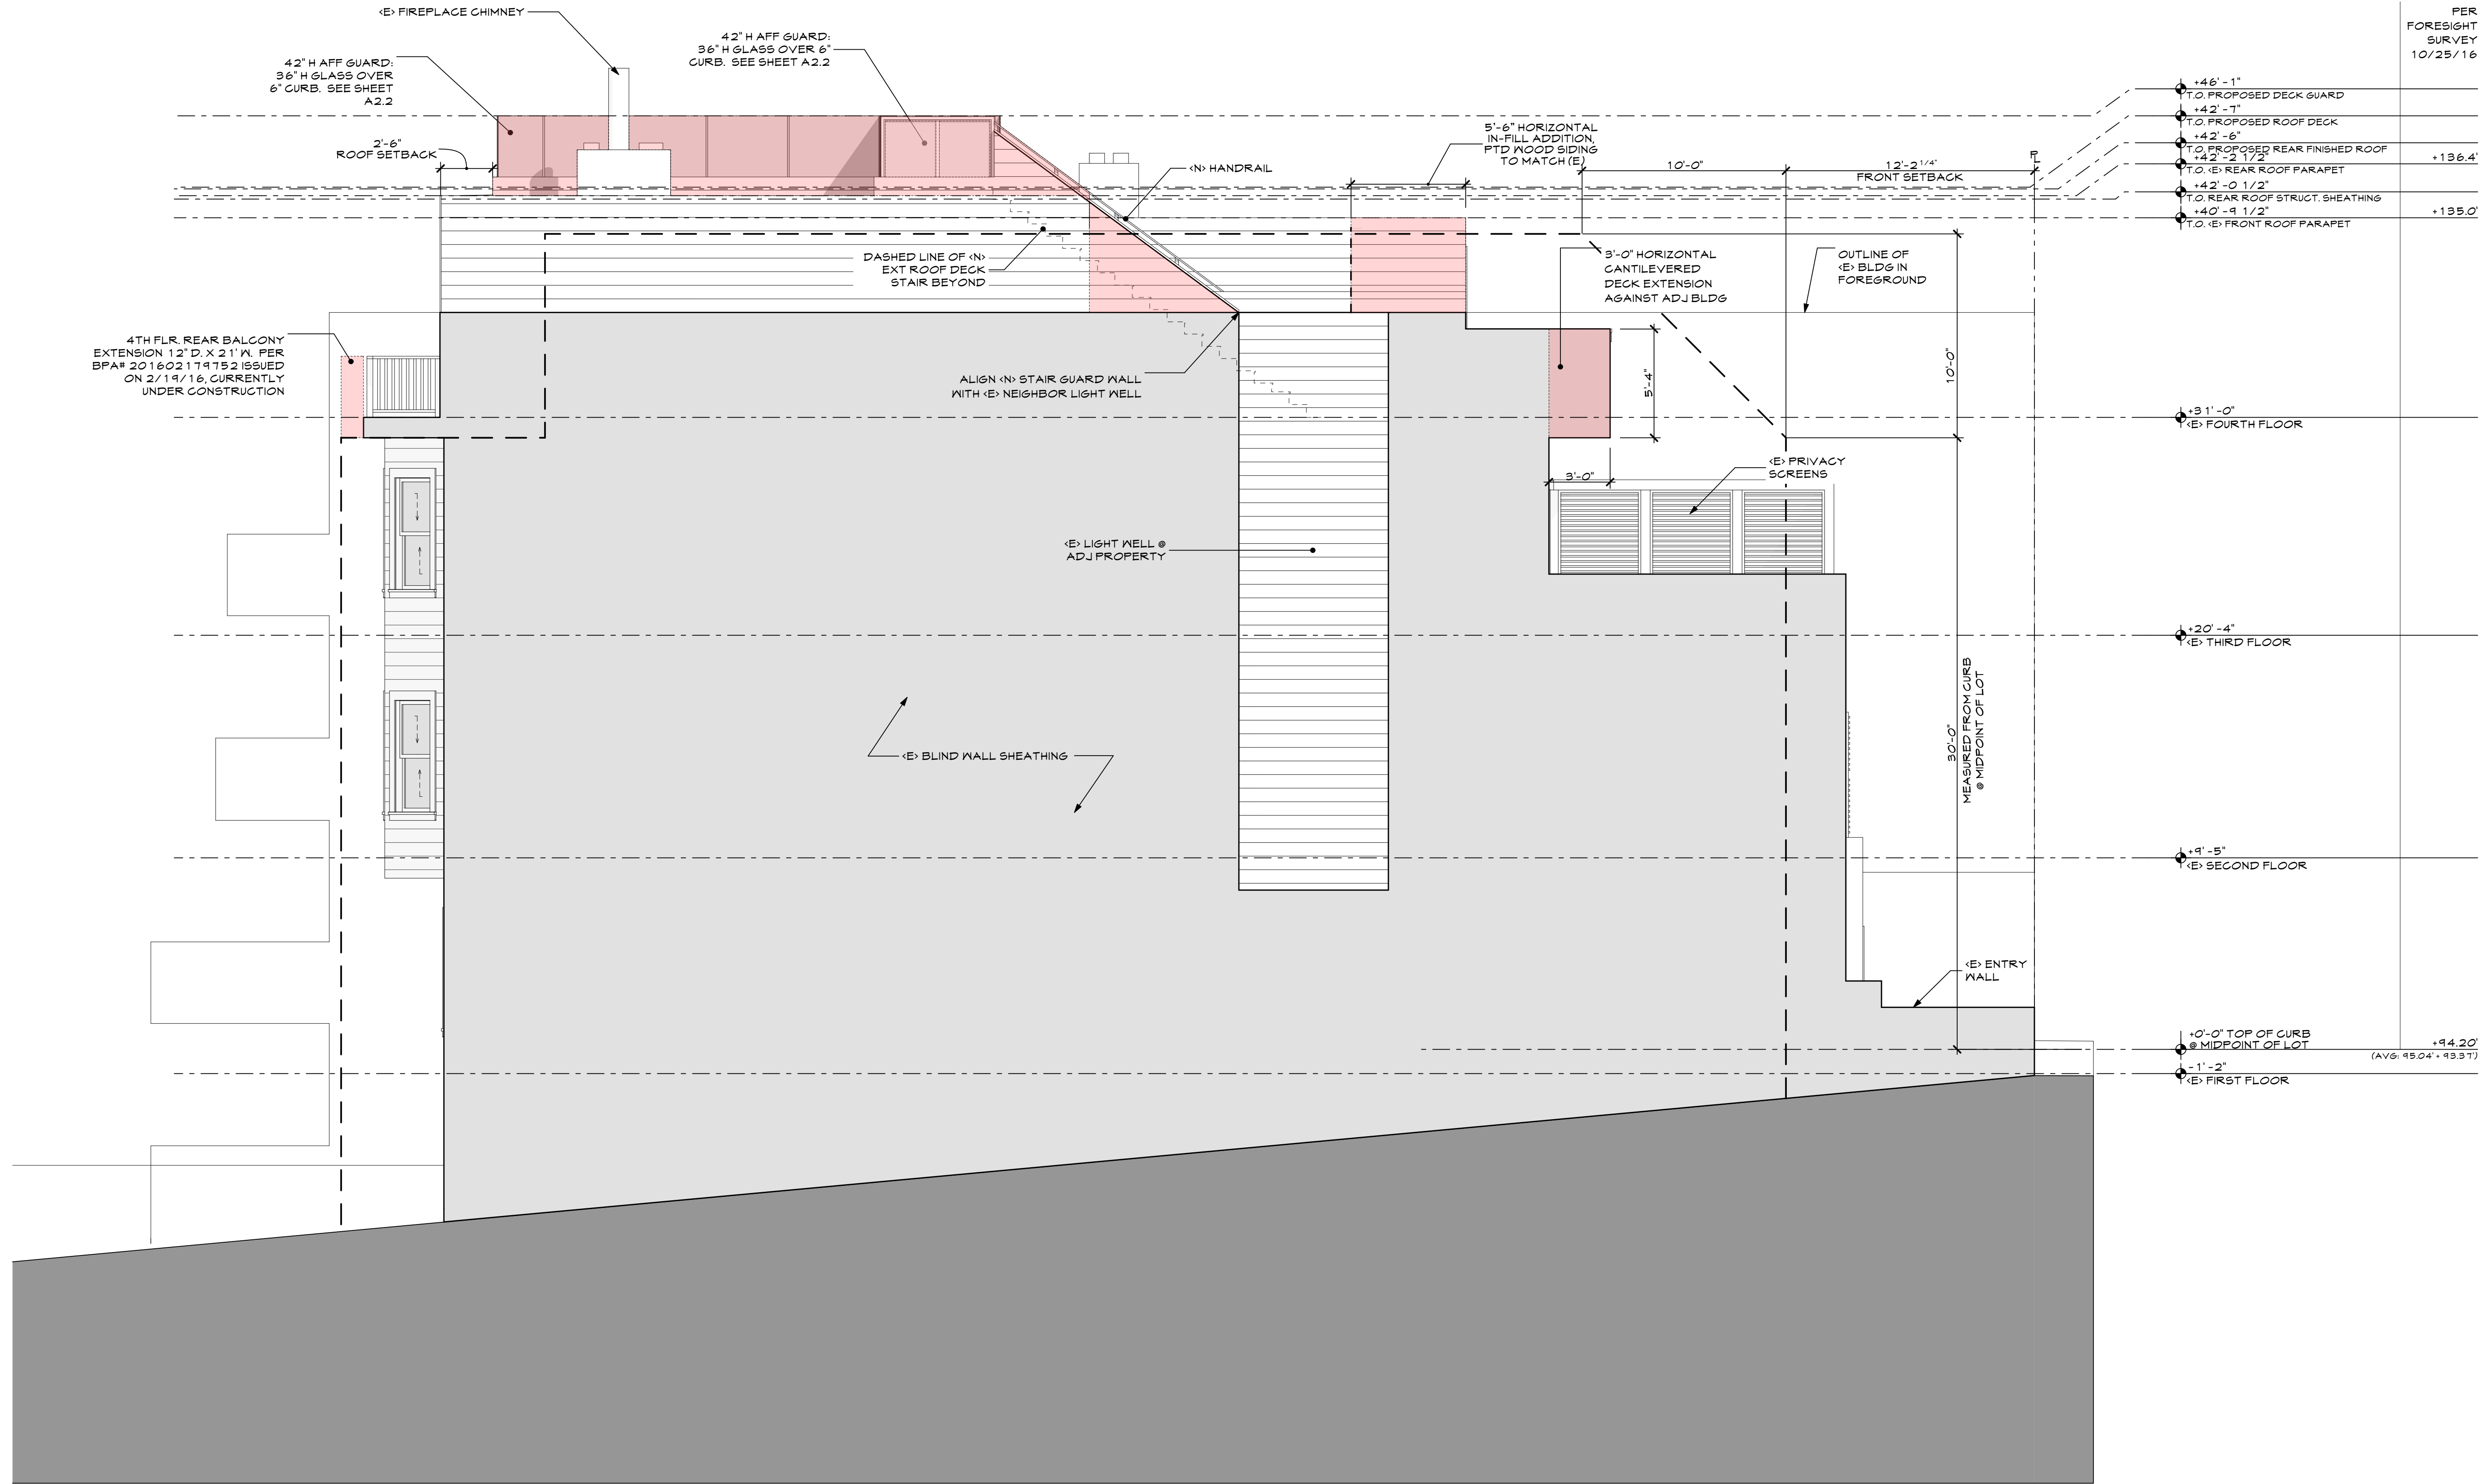 <E> FIREPLACE CHIMNEY
42" H AFF GUARD:
36" H GLASS OVER 6"
CURB. SEE SHEET A2.2
42" H AFF GUARD:
36" H GLASS OVER
6" CURB. SEE SHEET
A2.2
2'-6"
ROOF SETBACK
<N> HANDRAIL
5'-6" HORIZONTAL
IN-FILL ADDITION,
PTD WOOD SIDING
TO MATCH (E)
10'-0"
12'-2 1/4"
FRONT SETBACK
PL
PER
FORESIGHT
SURVEY
10/25/16
+46'-1"
T.O. PROPOSED DECK GUARD
+42'-7"
T.O. PROPOSED ROOF DECK
+42'-6"
T.O. PROPOSED REAR FINISHED ROOF
+42'-2 1/2"
+136.4'
T.O. <E> REAR ROOF PARAPET
+42'-0 1/2"
T.O. REAR ROOF STRUCT. SHEATHING
+40'-9 1/2"
+135.0'
T.O. <E> FRONT ROOF PARAPET
DASHED LINE OF <N>
EXT ROOF DECK
STAIR BEYOND
3'-0" HORIZONTAL
CANTILEVERED
DECK EXTENSION
AGAINST ADJ BLDG
OUTLINE OF
<E> BLDG IN
FOREGROUND
4TH FLR. REAR BALCONY
EXTENSION 12" D. X 21' W. PER
BPA# 201602179752 ISSUED
ON 2/19/16, CURRENTLY
UNDER CONSTRUCTION
ALIGN <N> STAIR GUARD WALL
WITH <E> NEIGHBOR LIGHT WELL
5'-4"
10'-0"
+31'-0"
<E> FOURTH FLOOR
3'-0"
<E> PRIVACY
SCREENS
<E> LIGHT WELL @
ADJ PROPERTY
+20'-4"
<E> THIRD FLOOR
<E> BLIND WALL SHEATHING
30'-0"
MEASURED FROM CURB
@ MIDPOINT OF LOT
+9'-5"
<E> SECOND FLOOR
<E> ENTRY
WALL
+0'-0" TOP OF CURB
@ MIDPOINT OF LOT
+94.20'
(AVG: 95.04' + 93.37')
-1'-2"
<E> FIRST FLOOR